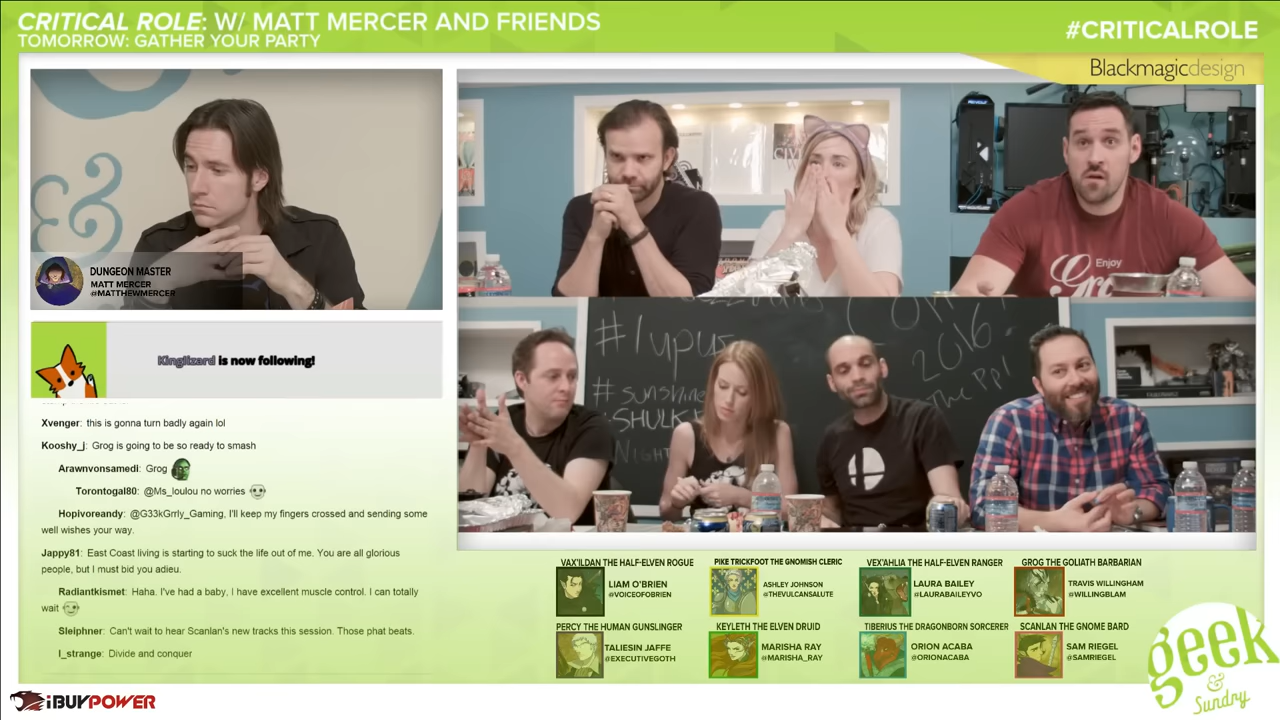 CRITICAL ROLE: W/ MATT MERCER AND FRIENDS
TOMORROW: GATHER YOUR PARTY
#CRITICALROLE
Blackmagicdesign
DUNGEON MASTER
MATT MERCER
@MATTHEWMERCER
Enjoy
#lupus
# sunshine
SHULK
NIGHT
2016
The PPl
Kinglizard is now following!
Xvenger: this is gonna turn badly again lol
Kooshy_j: Grog is going to be so ready to smash
Arawnvonsamedi: Grog
Torontogal80: @Ms_loulou no worries
Hopivoreandy: @G33kGrrly_Gaming, I'll keep my fingers crossed and sending some
well wishes your way.
Jappy81: East Coast living is starting to suck the life out of me. You are all glorious
people, but I must bid you adieu.
Radiantkismet: Haha. I've had a baby, I have excellent muscle control. I can totally
wait
Sleiphner: Can't wait to hear Scanlan's new tracks this session. Those phat beats.
I_strange: Divide and conquer
VAX'ILDAN THE HALF-ELVEN ROGUE
LIAM O'BRIEN
@VOICEOFOBRIEN
PIKE TRICKFOOT THE GNOMISH CLERIC
ASHLEY JOHNSON
@THEVULCANSALUTE
VEX'AHLIA THE HALF-ELVEN RANGER
LAURA BAILEY
@LAURABAILEYVO
GROG THE GOLIATH BARBARIAN
TRAVIS WILLINGHAM
@WILLINGBLAM
PERCY THE HUMAN GUNSLINGER
TALIESIN JAFFE
@EXECUTIVEGOTH
KEYLETH THE ELVEN DRUID
MARISHA RAY
@MARISHA_RAY
TIBERIUS THE DRAGONBORN SORCERER
ORION ACABA
@ORIONACABA
SCANLAN THE GNOME BARD
SAM RIEGEL
@SAMRIEGEL
geek
&
Sundry
iBUYPOWER